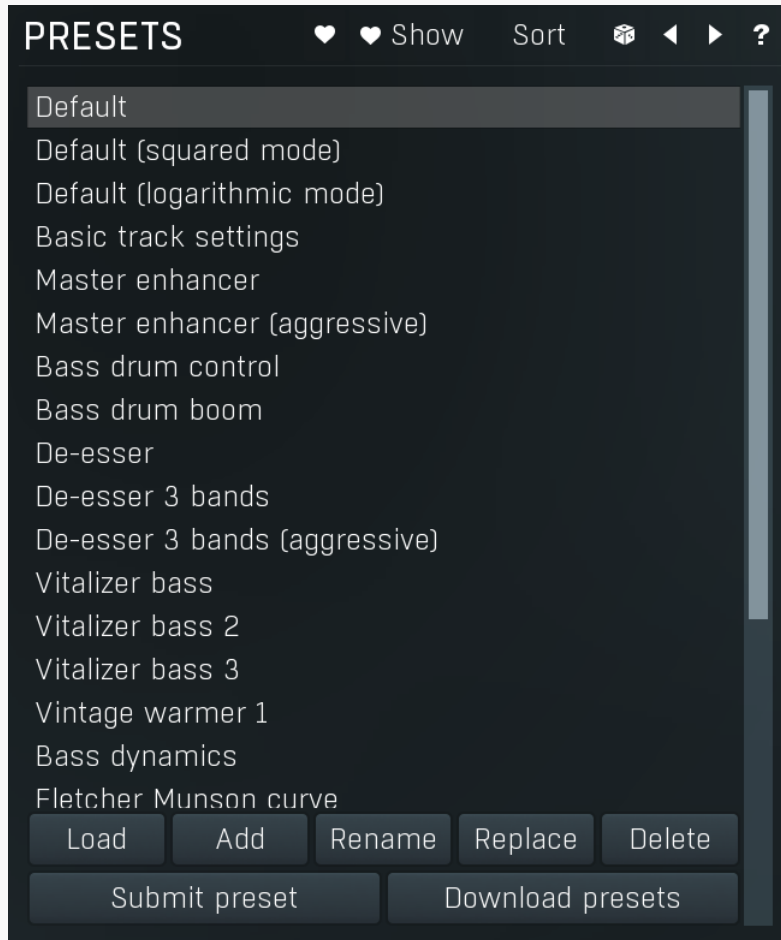 PRESETS Show Sort ?
Default
Default (squared mode)
Default (logarithmic mode)
Basic track settings
Master enhancer
Master enhancer (aggressive)
Bass drum control
Bass drum boom
De-esser
De-esser 3 bands
De-esser 3 bands (aggressive)
Vitalizer bass
Vitalizer bass 2
Vitalizer bass 3
Vintage warmer 1
Bass dynamics
Fletcher Munson curve
Load Add Rename Replace Delete
Submit preset Download presets